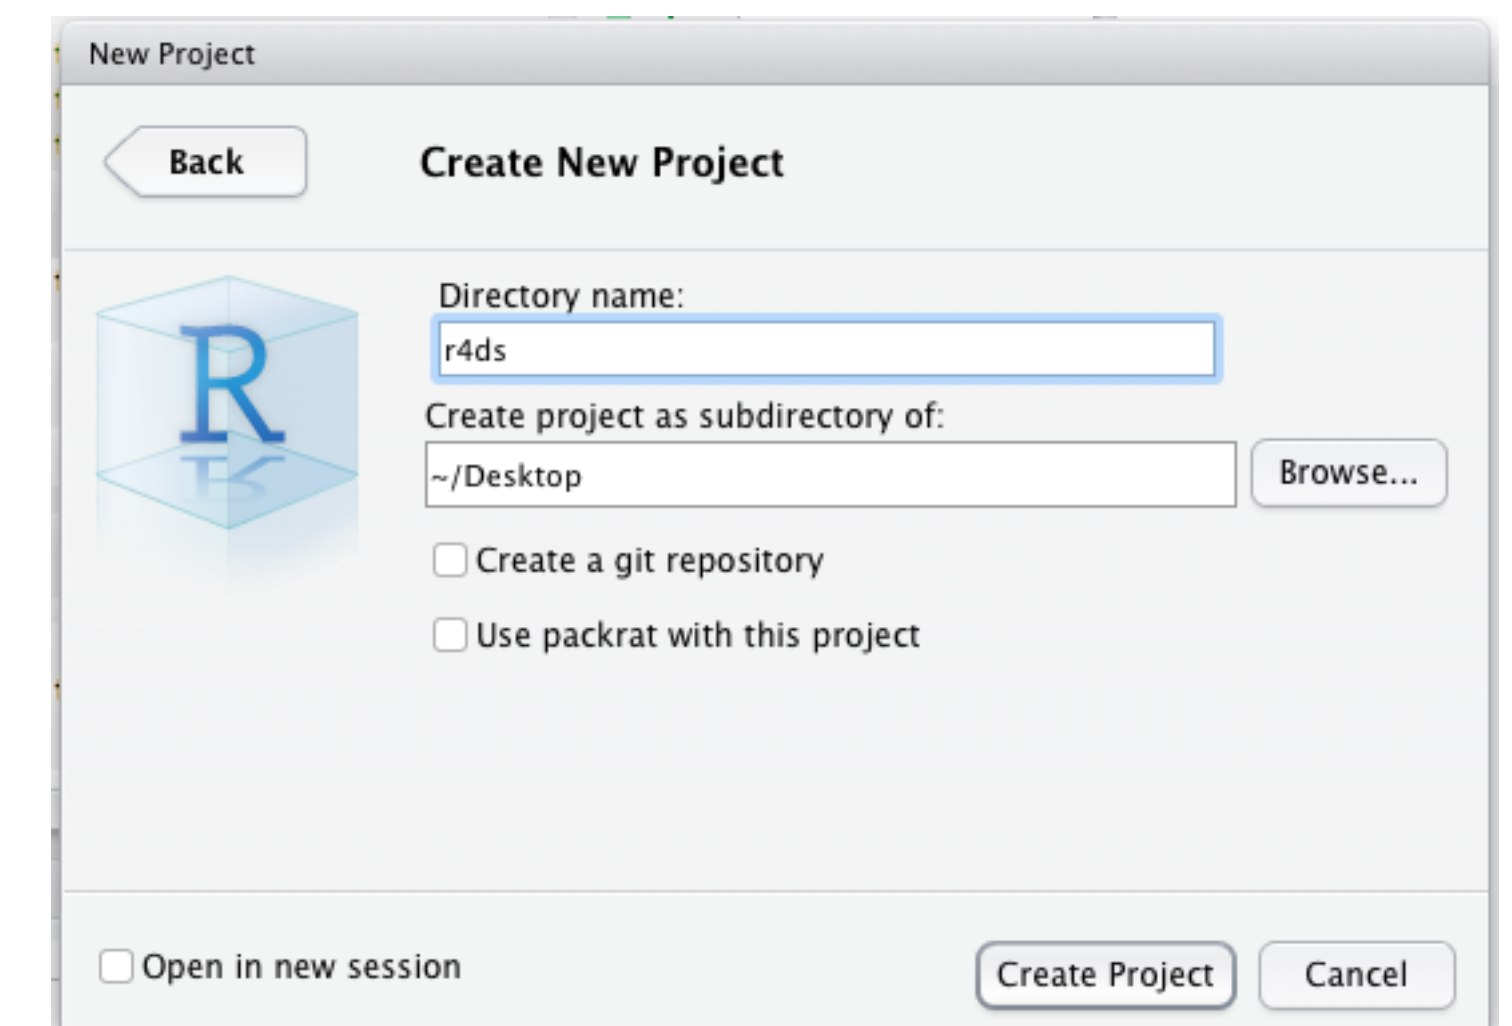 New Project
Back
Create New Project
R
Directory name:
r4ds
Create project as subdirectory of:
~/Desktop
Browse...
Create a git repository
Use packrat with this project
Open in new session
Create Project
Cancel